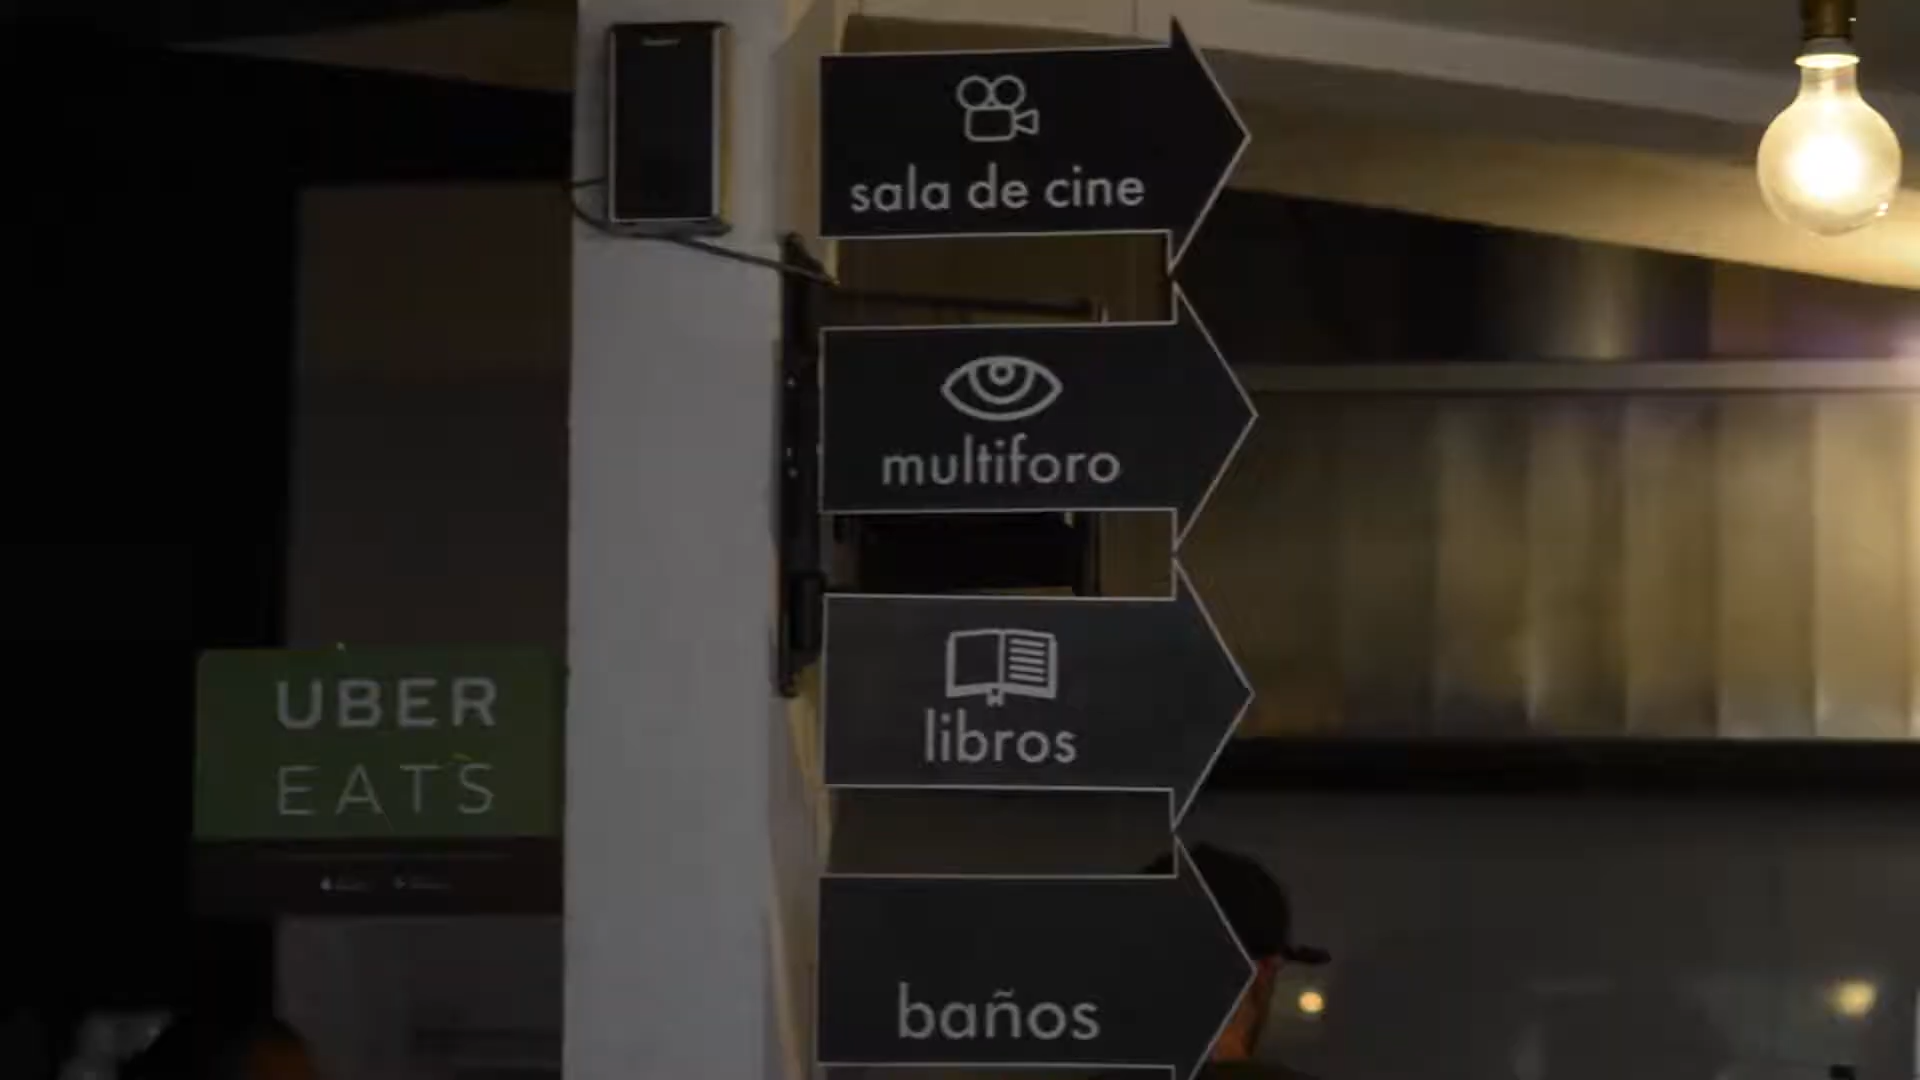 sala de cine
multiforo
libros
baños
UBER
EATS